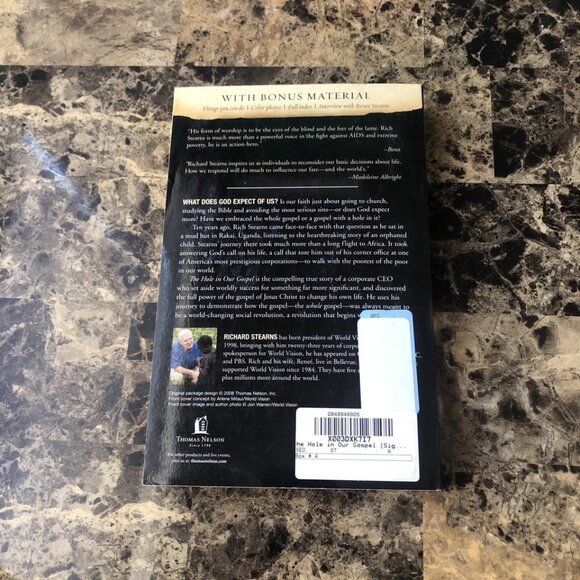 WITH BONUS MATERIAL
Things you can do | Color photos | Full index | Interview with Reneé Stearns
"His form of worship is to be the eyes of the blind and the feet of the lame. Rich
Stearns is much more than a powerful voice in the fight against AIDS and extreme
poverty, he is an action hero."
–Bono
"Richard Stearns inspires us as individuals to reconsider our basic decisions about life.
How we respond will do much to influence our fate—and the world's."
–Madeleine Albright
WHAT DOES GOD EXPECT OF US? Is our faith just about going to church,
studying the Bible and avoiding the most serious sins—or does God expect
more? Have we embraced the whole gospel or a gospel with a hole in it?
Ten years ago, Rich Stearns came face-to-face with that question as he sat in
a mud hut in Rakai, Uganda, listening to the heartbreaking story of an orphaned
child. Stearns' journey there took much more than a long flight to Africa. It took
answering God's call on his life, a call that tore him out of his corner office at one
of America's most prestigious corporations—to walk with the poorest of the poor
in our world.
The Hole in Our Gospel is the compelling true story of a corporate CEO
who set aside worldly success for something far more significant, and discovered
the full power of the gospel of Jesus Christ to change his own life. He uses his
journey to demonstrate how the gospel—the whole gospel—was always meant to
be a world-changing social revolution, a revolution that begins
RICHARD STEARNS has been president of World
1998, bringing with him twenty-three years of
spokesperson for World Vision, he has appeared on
and PBS. Rich and his wife, Reneé, live in Bellevue,
supported World Vision since 1984. They have five
plus millions more around the world.
Original package design © 2008 Thomas Nelson, Inc.
Front cover concept by Arlene Mitsui/World Vision
Front cover image and author photo © Jon Warren/World Vision
THOMAS NELSON
Since 1798
For other products and live events,
visit us at: thomasnelson.com
0849946905
X003DXK7I7
he Hole in Our Gospel [Sig...
Box # 4